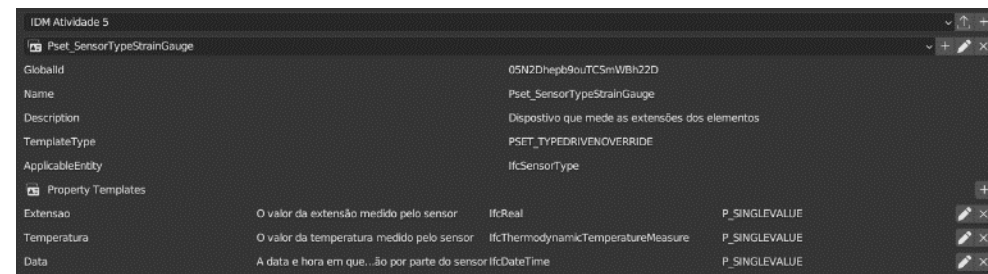 IDM Atividade 5
Pset_SensorTypeStrainGauge
GlobalId 05N2Dhepb9ouTCSmWBh22D
Name Pset_SensorTypeStrainGauge
Description Dispostivo que mede as extensões dos elementos
TemplateType PSET_TYPEDRIVENOVERRIDE
ApplicableEntity IfcSensorType
Property Templates
Extensao O valor da extensão medido pelo sensor IfcReal P_SINGLEVALUE
Temperatura O valor da temperatura medido pelo sensor IfcThermodynamicTemperatureMeasure P_SINGLEVALUE
Data A data e hora em que...ão por parte do sensor IfcDateTime P_SINGLEVALUE